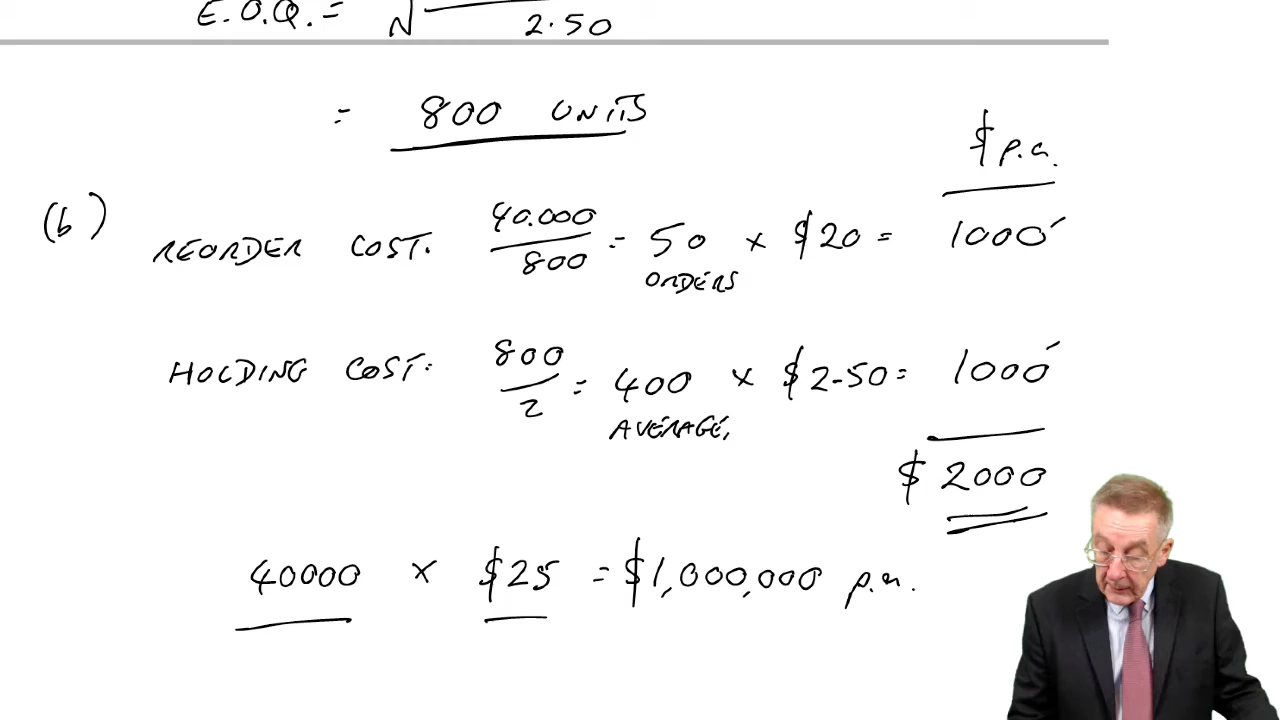 E.O.Q. = √
2.50
= 800 UNITS
$ p.a.
(b) REORDER COST. 40.000 / 800 = 50 ORDERS x $20 = 1000
HOLDING COST: 800 / 2 = 400 AVERAGE, x $2-50 = 1000
$ 2000
40000 x $25 = $1,000,000 p.a.